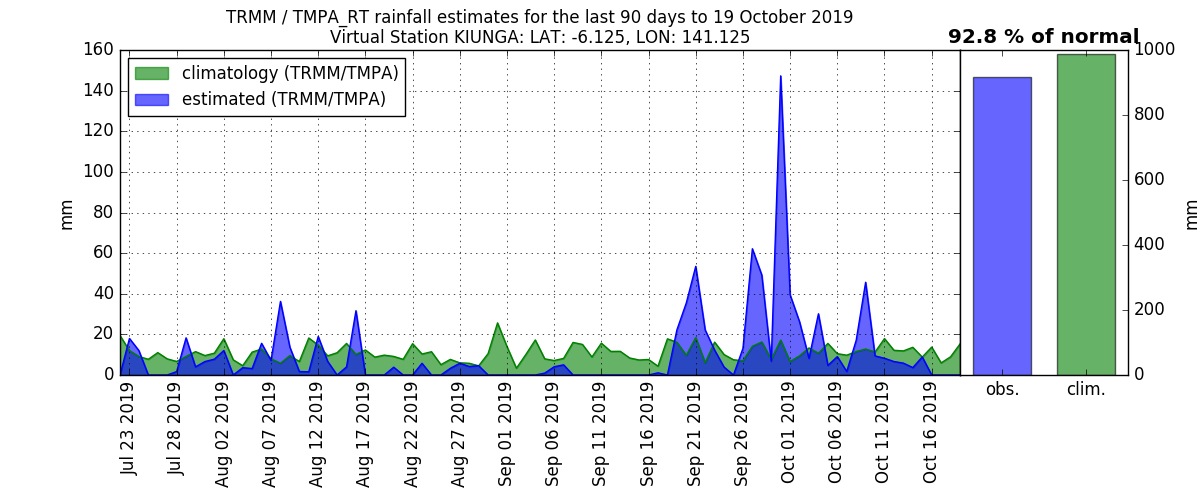 TRMM / TMPA_RT rainfall estimates for the last 90 days to 19 October 2019
Virtual Station KIUNGA: LAT: -6.125, LON: 141.125
92.8 % of normal
climatology (TRMM/TMPA)
estimated (TRMM/TMPA)
mm
160
140
120
100
80
60
40
20
0
Jul 23 2019
Jul 28 2019
Aug 02 2019
Aug 07 2019
Aug 12 2019
Aug 17 2019
Aug 22 2019
Aug 27 2019
Sep 01 2019
Sep 06 2019
Sep 11 2019
Sep 16 2019
Sep 21 2019
Sep 26 2019
Oct 01 2019
Oct 06 2019
Oct 11 2019
Oct 16 2019
obs.
clim.
1000
800
600
400
200
0
mm